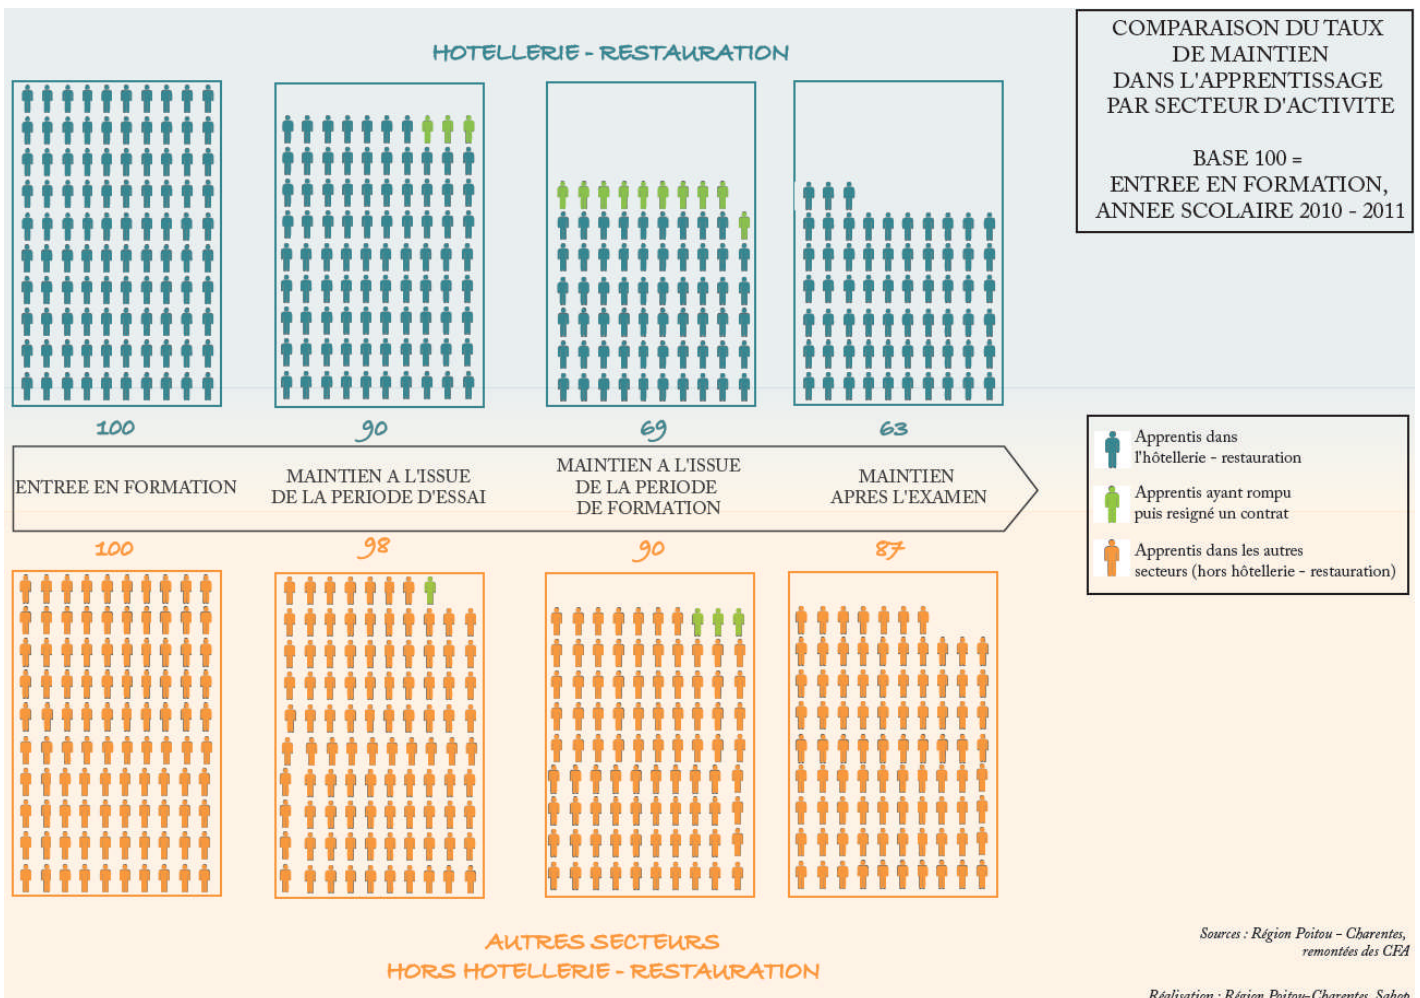 HOTELLERIE - RESTAURATION
COMPARAISON DU TAUX
DE MAINTIEN
DANS L'APPRENTISSAGE
PAR SECTEUR D'ACTIVITE
BASE 100 =
ENTREE EN FORMATION,
ANNEE SCOLAIRE 2010 - 2011
100
90
69
63
ENTREE EN FORMATION
MAINTIEN A L'ISSUE
DE LA PERIODE D'ESSAI
MAINTIEN A L'ISSUE
DE LA PERIODE
DE FORMATION
MAINTIEN
APRES L'EXAMEN
100
98
90
87
Apprentis dans
l'hôtellerie - restauration
Apprentis ayant rompu
puis resigné un contrat
Apprentis dans les autres
secteurs (hors hôtellerie - restauration)
AUTRES SECTEURS
HORS HOTELLERIE - RESTAURATION
Sources : Région Poitou - Charentes,
remontées des CFA
Réalisation : Région Poitou-Charentes,